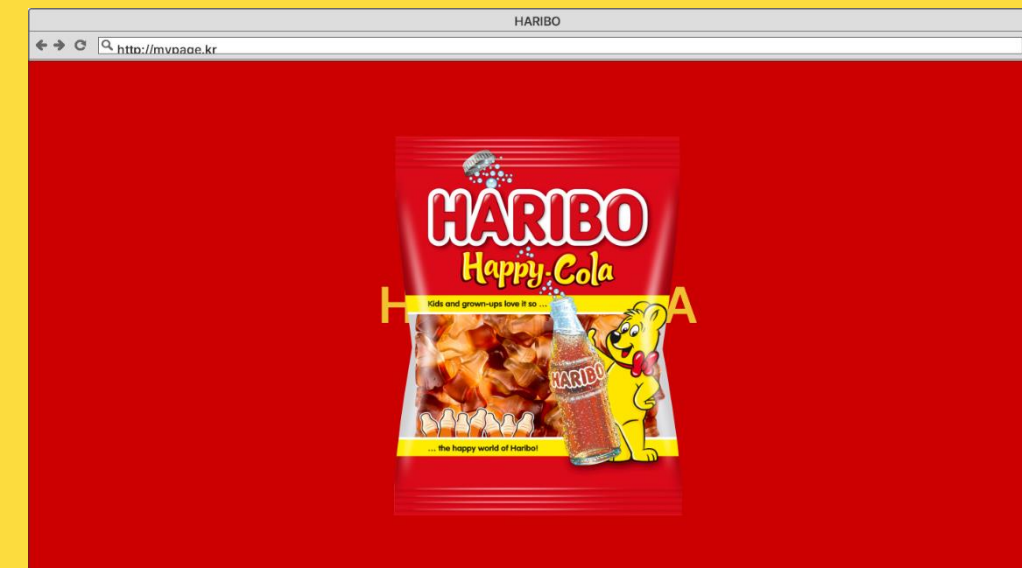 HARIBO
http://mypage.kr
HARIBO
Happy-Cola
H A
Kids and grown-ups love it so ...
HARIBO
... the happy world of Haribo!